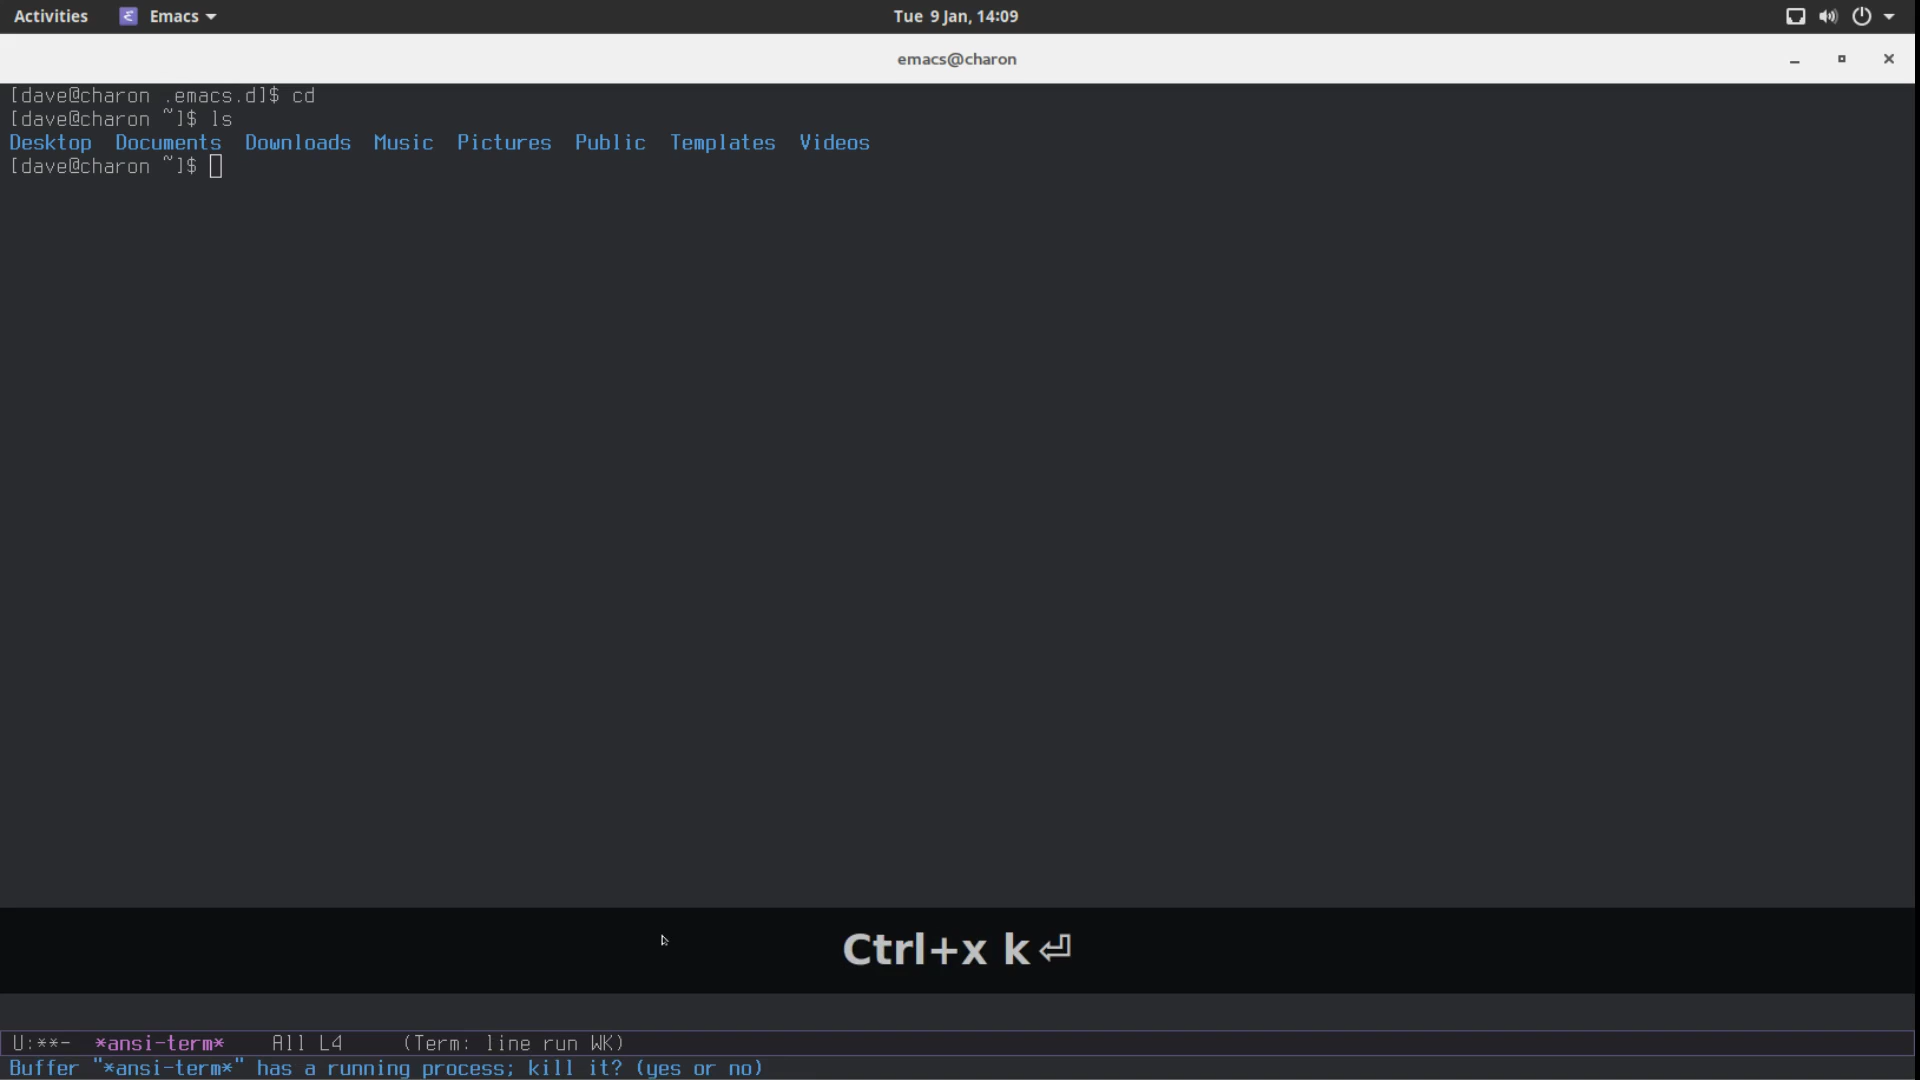 Activities Emacs Tue 9 Jan, 14:09
emacs@charon
[dave@charon .emacs.d]$ cd
[dave@charon ~]$ ls
Desktop Documents Downloads Music Pictures Public Templates Videos
[dave@charon ~]$
Ctrl+x k ⏎
U:**- *ansi-term* All L4 (Term: line run WK)
Buffer "*ansi-term*" has a running process; kill it? (yes or no)